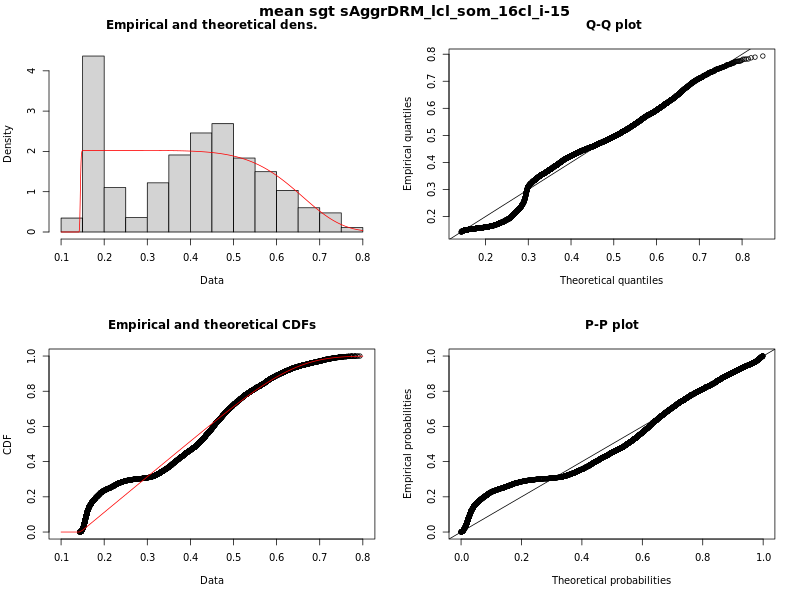 mean sgt sAggrDRM_lcl_som_16cl_i-15
Empirical and theoretical dens.
Density
0 1 2 3 4
0.1 0.2 0.3 0.4 0.5 0.6 0.7 0.8
Data
Q-Q plot
Empirical quantiles
0.2 0.3 0.4 0.5 0.6 0.7 0.8
0.2 0.3 0.4 0.5 0.6 0.7 0.8
Theoretical quantiles
Empirical and theoretical CDFs
CDF
0.0 0.2 0.4 0.6 0.8 1.0
0.1 0.2 0.3 0.4 0.5 0.6 0.7 0.8
Data
P-P plot
Empirical probabilities
0.0 0.2 0.4 0.6 0.8 1.0
0.0 0.2 0.4 0.6 0.8 1.0
Theoretical probabilities